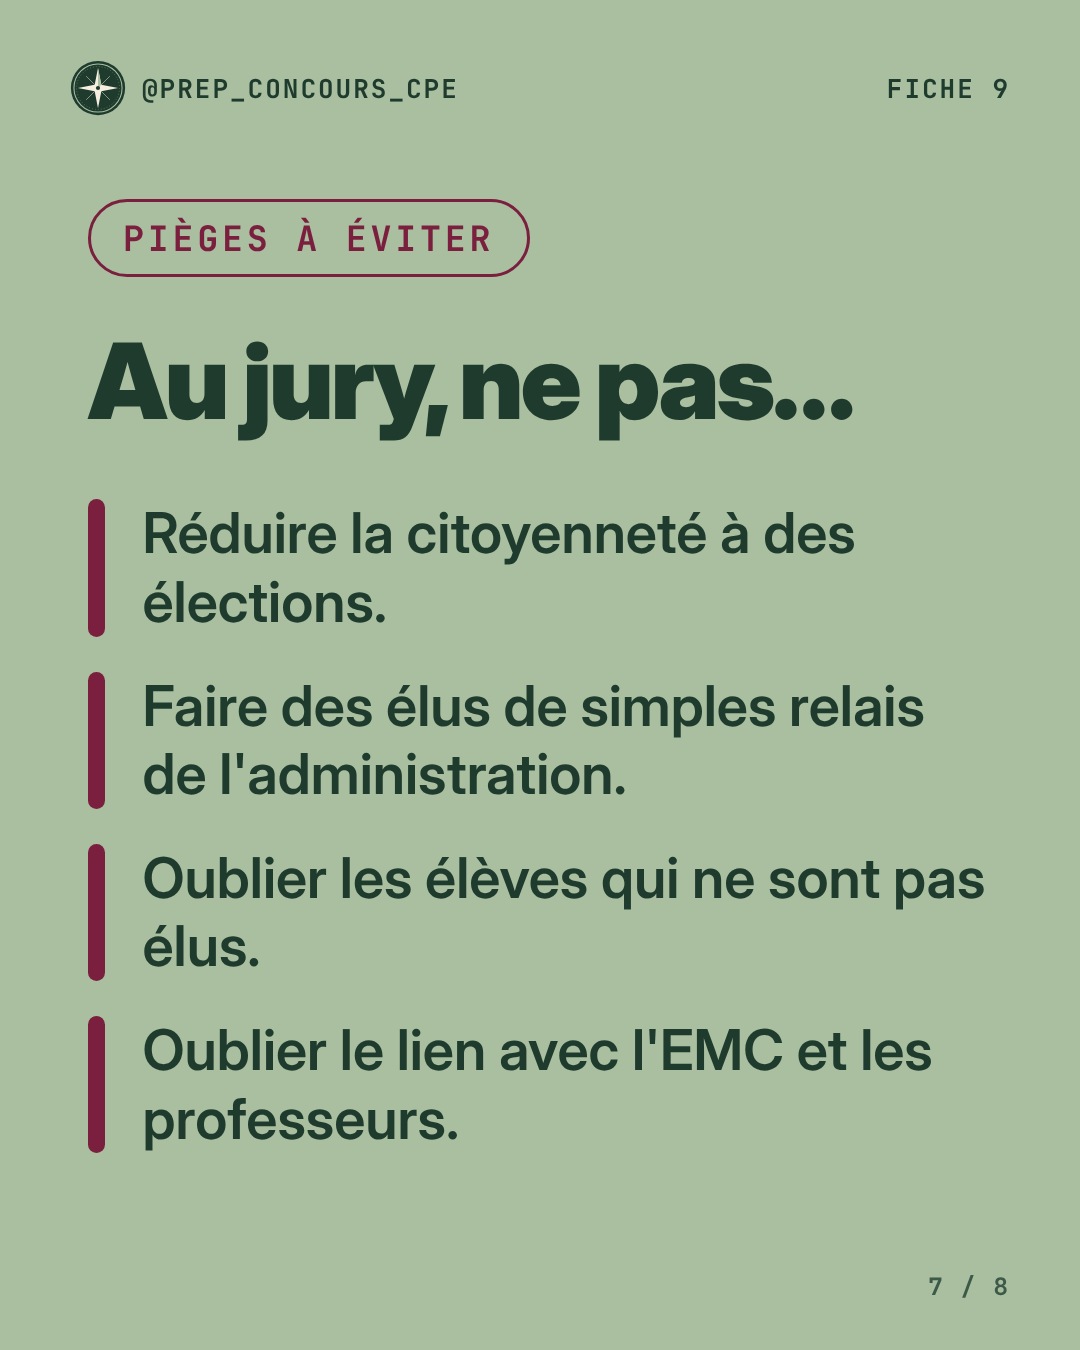 @PREP_CONCOURS_CPE
FICHE 9
PIÈGES À ÉVITER
Au jury, ne pas...
Réduire la citoyenneté à des
élections.
Faire des élus de simples relais
de l'administration.
Oublier les élèves qui ne sont pas
élus.
Oublier le lien avec l'EMC et les
professeurs.
7 / 8